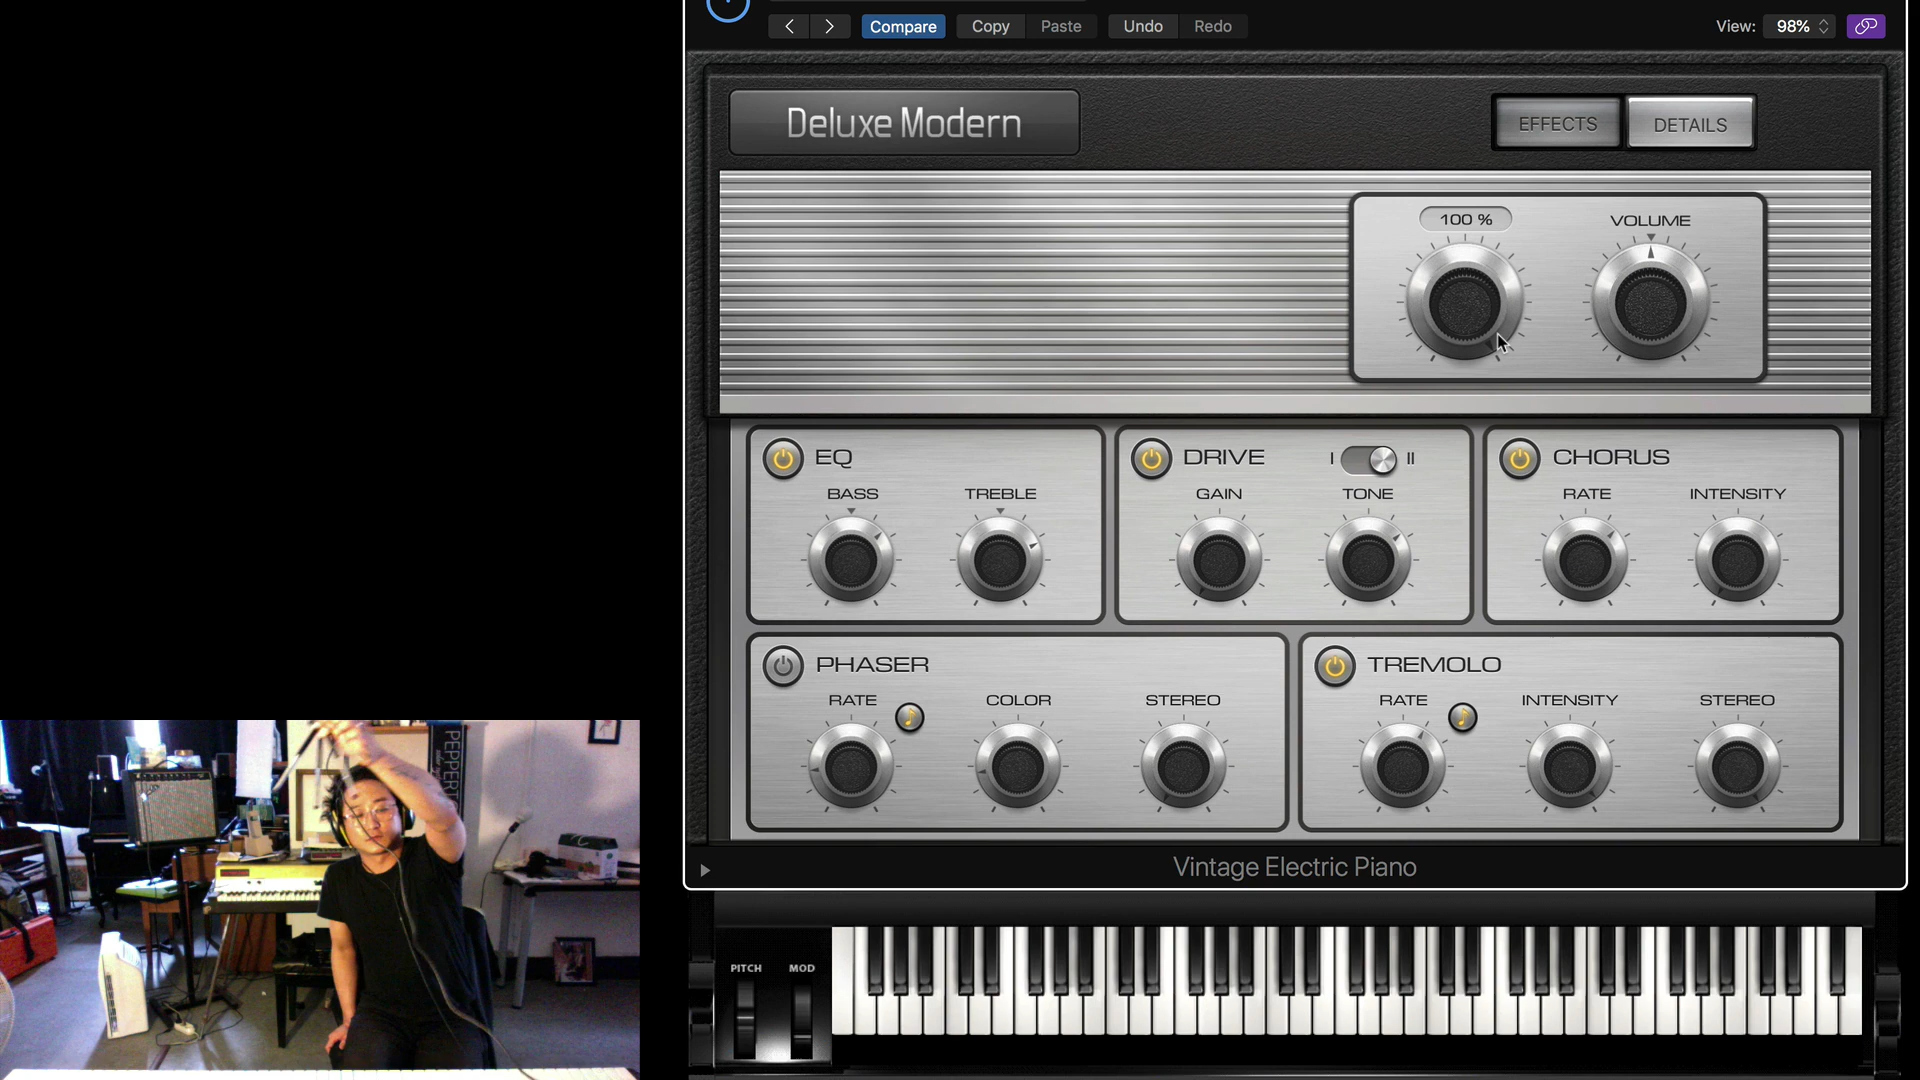 Compare Copy Paste Undo Redo View: 98%
Deluxe Modern
EFFECTS DETAILS
100 % VOLUME
EQ
BASS TREBLE
DRIVE I II
GAIN TONE
CHORUS
RATE INTENSITY
PHASER
RATE COLOR STEREO
TREMOLO
RATE INTENSITY STEREO
Vintage Electric Piano
PITCH MOD